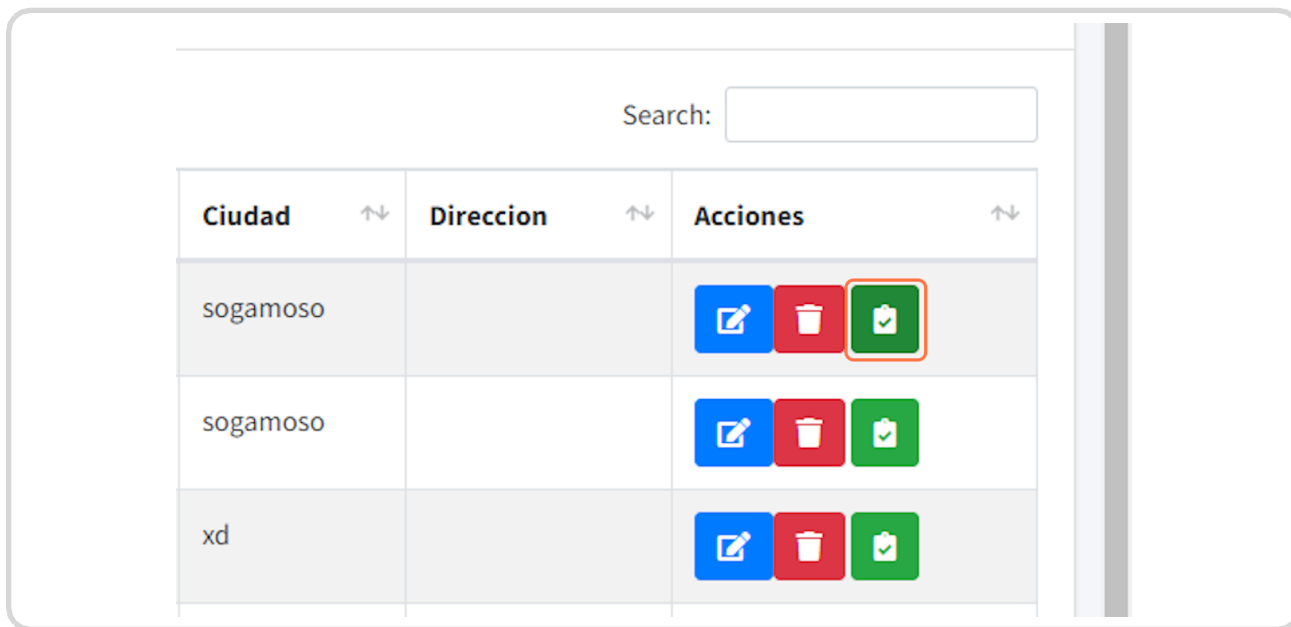 Search:
Ciudad Direccion Acciones
sogamoso
sogamoso
xd